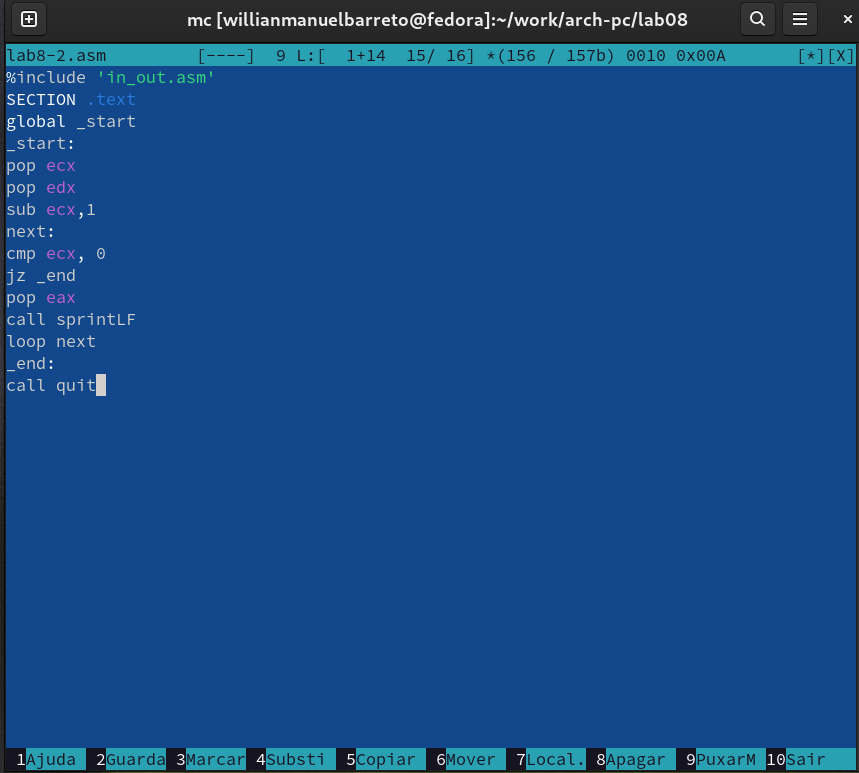 mc [willianmanuelbarreto@fedora]:~/work/arch-pc/lab08
lab8-2.asm [----] 9 L:[ 1+14 15/ 16] *(156 / 157b) 0010 0x00A [*][X]
%include 'in_out.asm'
SECTION .text
global _start
_start:
pop ecx
pop edx
sub ecx,1
next:
cmp ecx, 0
jz _end
pop eax
call sprintLF
loop next
_end:
call quit
1Ajuda 2Guarda 3Marcar 4Substi 5Copiar 6Mover 7Local. 8Apagar 9PuxarM 10Sair